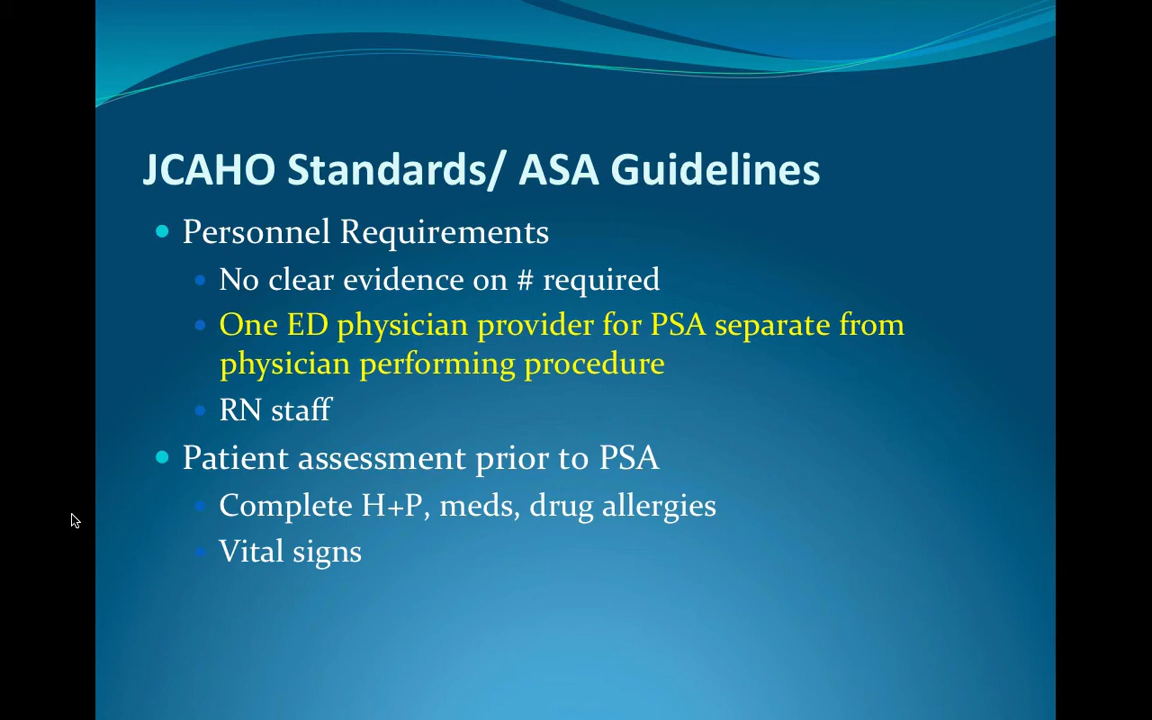 JCAHO Standards/ ASA Guidelines
Personnel Requirements
No clear evidence on # required
One ED physician provider for PSA separate from
physician performing procedure
RN staff
Patient assessment prior to PSA
Complete H+P, meds, drug allergies
Vital signs